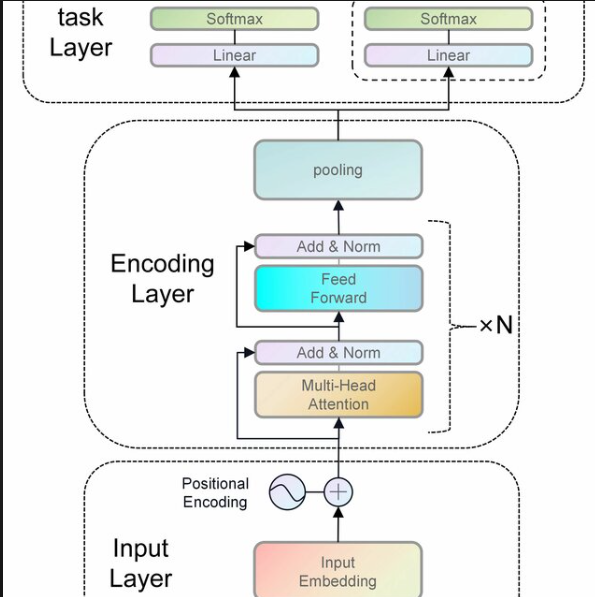 task
Layer
Softmax
Linear
Softmax
Linear
pooling
Encoding
Layer
Add & Norm
Feed
Forward
Add & Norm
Multi-Head
Attention
×N
Positional
Encoding
Input
Layer
Input
Embedding